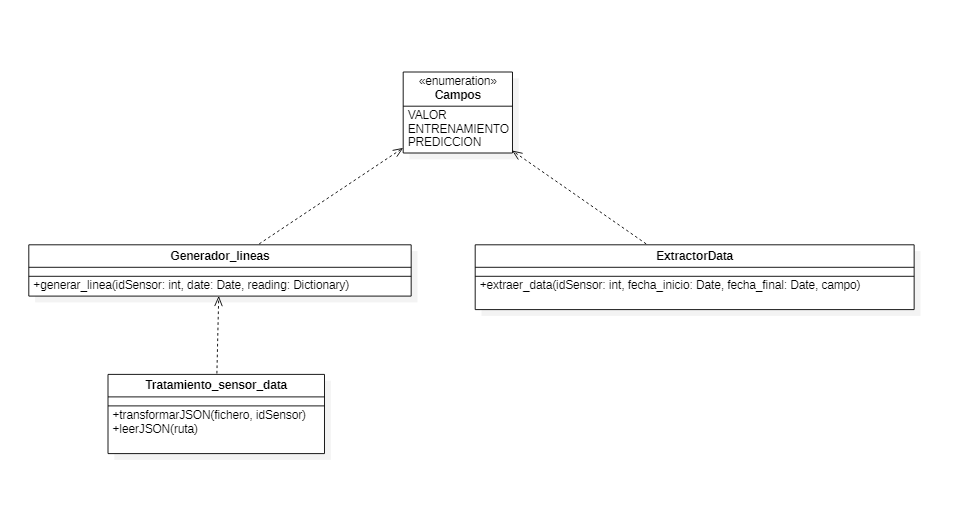 «enumeration»
Campos
VALOR
ENTRENAMIENTO
PREDICCION
Generador_lineas
+generar_linea(idSensor: int, date: Date, reading: Dictionary)
ExtractorData
+extraer_data(idSensor: int, fecha_inicio: Date, fecha_final: Date, campo)
Tratamiento_sensor_data
+transformarJSON(fichero, idSensor)
+leerJSON(ruta)